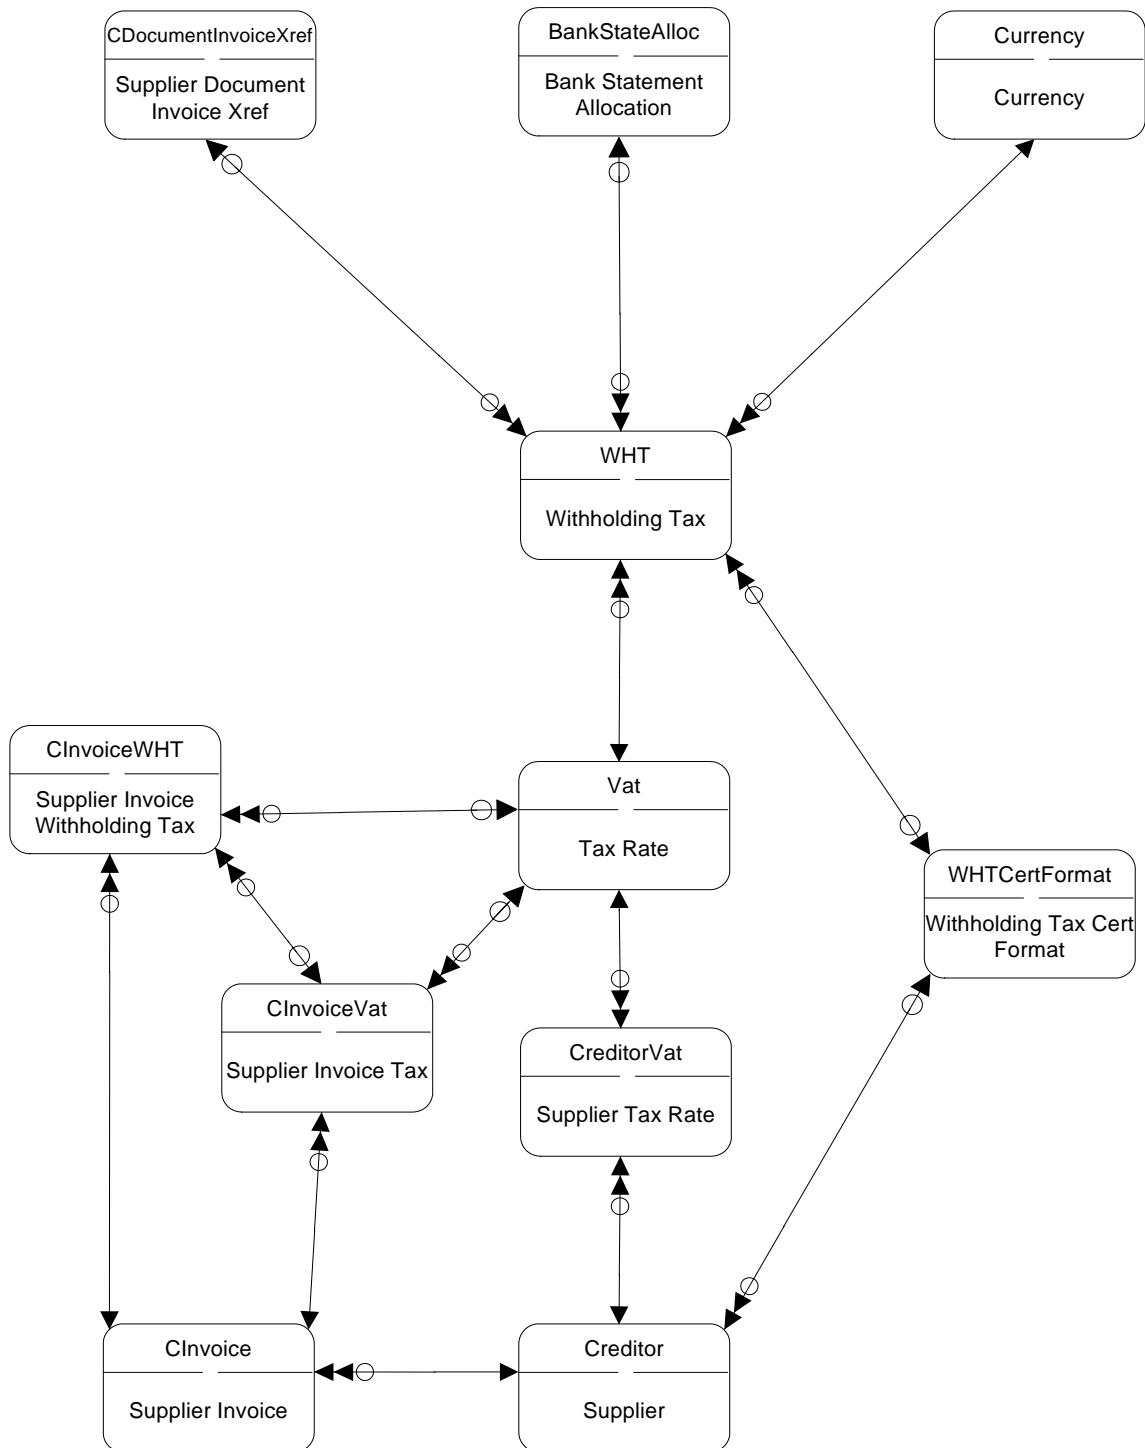 CDocumentInvoiceXref
Supplier Document
Invoice Xref
BankStateAlloc
Bank Statement
Allocation
Currency
Currency
WHT
Withholding Tax
CInvoiceWHT
Supplier Invoice
Withholding Tax
Vat
Tax Rate
WHTCertFormat
Withholding Tax Cert
Format
CInvoiceVat
Supplier Invoice Tax
CreditorVat
Supplier Tax Rate
CInvoice
Supplier Invoice
Creditor
Supplier